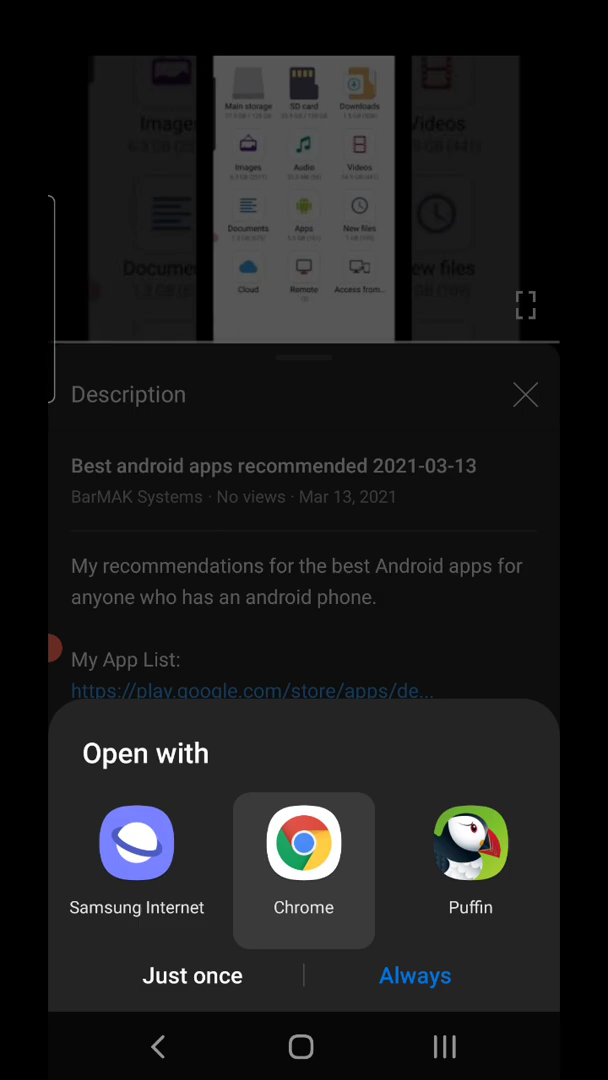 Images
Main storage
SD card
Downloads
Videos
Images
Audio
Videos
Documents
Apps
New files
Cloud
Remote
Access from...
Description
Best android apps recommended 2021-03-13
BarMAK Systems · No views · Mar 13, 2021
My recommendations for the best Android apps for
anyone who has an android phone.
My App List:
https://play.google.com/store/apps/de...
Open with
Samsung Internet
Chrome
Puffin
Just once
Always